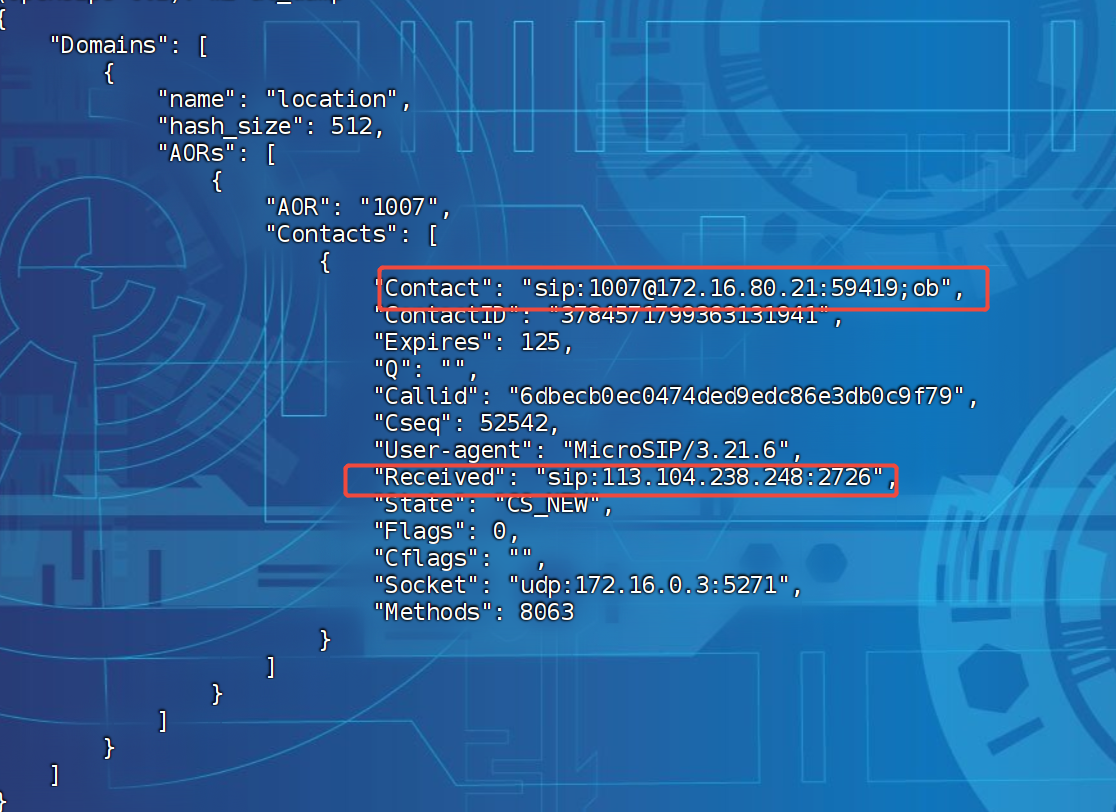 {
"Domains": [
{
"name": "location",
"hash_size": 512,
"AORs": [
{
"AOR": "1007",
"Contacts": [
{
"Contact": "sip:1007@172.16.80.21:59419;ob",
"ContactID": "3784571799363131941",
"Expires": 125,
"Q": "",
"Callid": "6dbecb0ec0474ded9edc86e3db0c9f79",
"Cseq": 52542,
"User-agent": "MicroSIP/3.21.6",
"Received": "sip:113.104.238.248:2726",
"State": "CS_NEW",
"Flags": 0,
"Cflags": "",
"Socket": "udp:172.16.0.3:5271",
"Methods": 8063
}
]
}
]
}
]
}